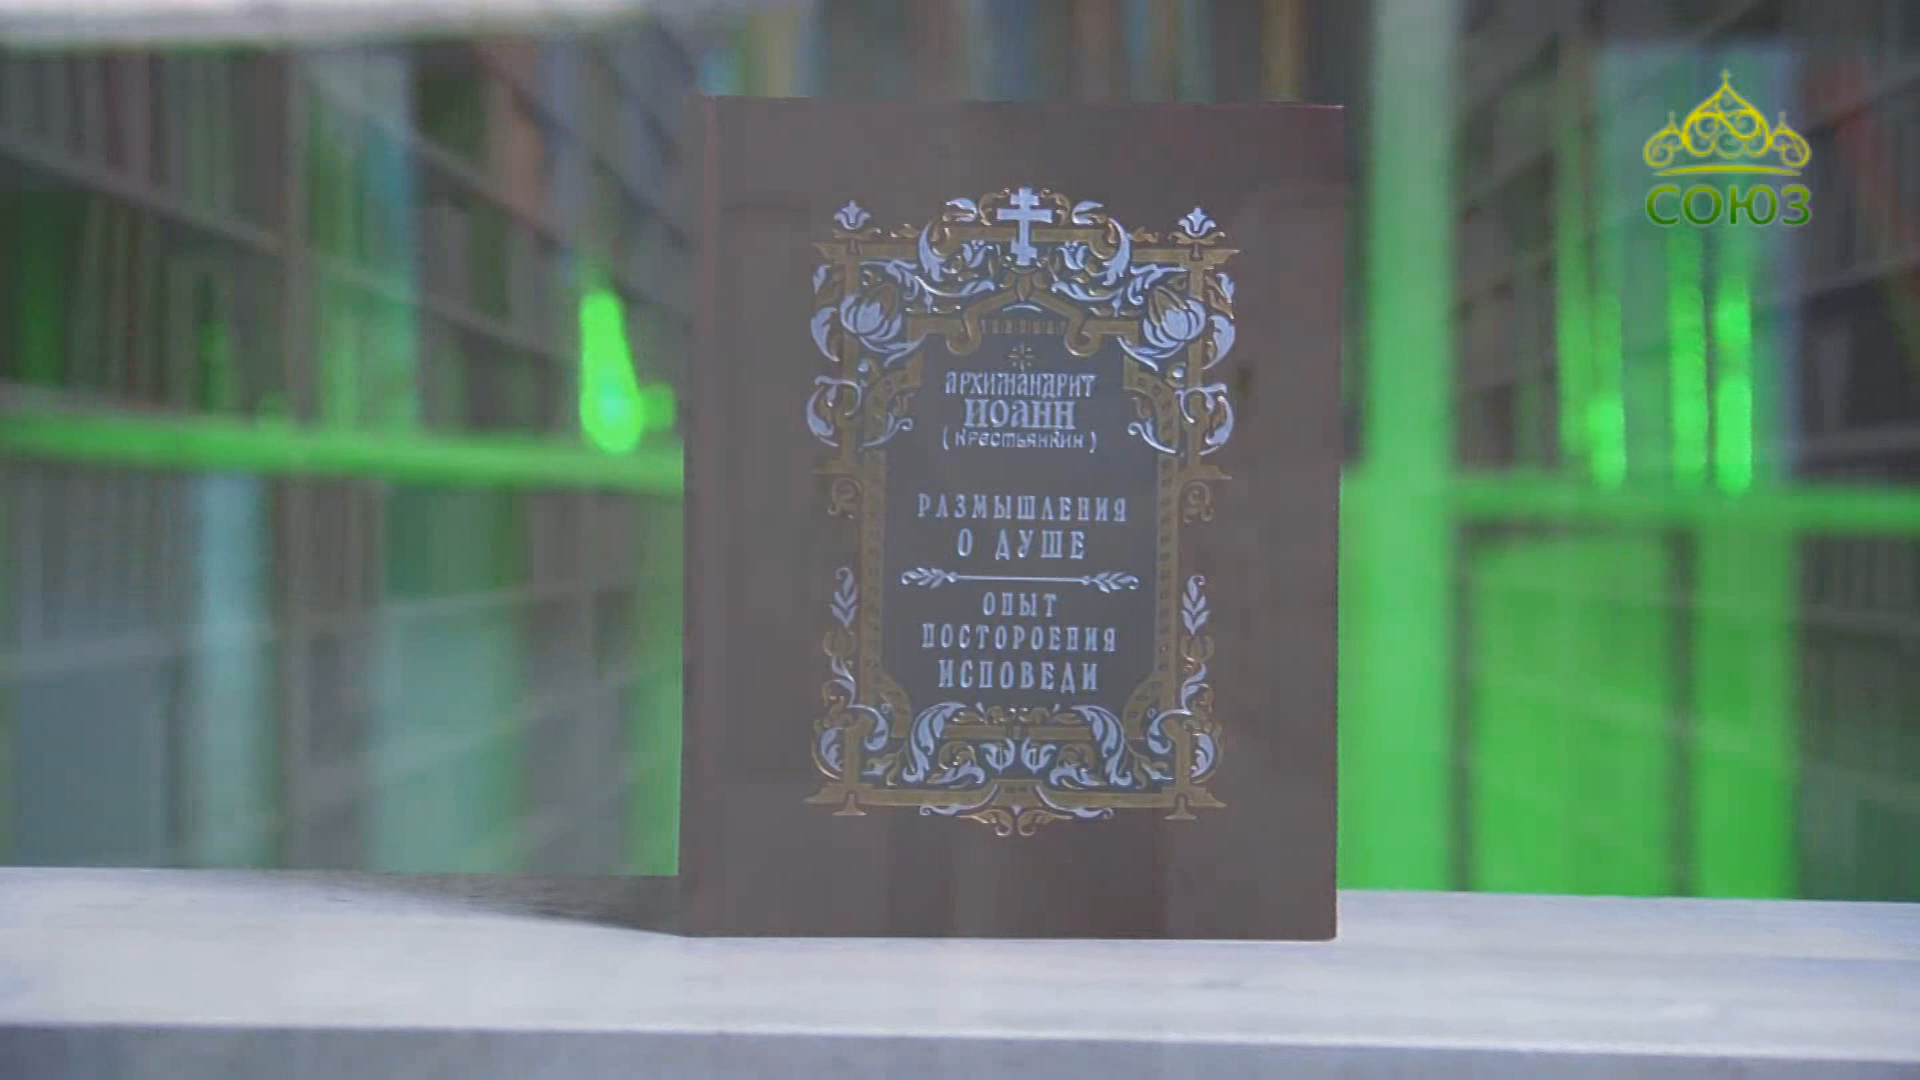 СОЮЗ
АРХИМАНДРИТ
ИОАНН
(КРЕСТЬЯНКИН)
РАЗМЫШЛЕНИЯ
О ДУШЕ
ОПЫТ
ПОСТОРОЕНИЯ
ИСПОВЕДИ